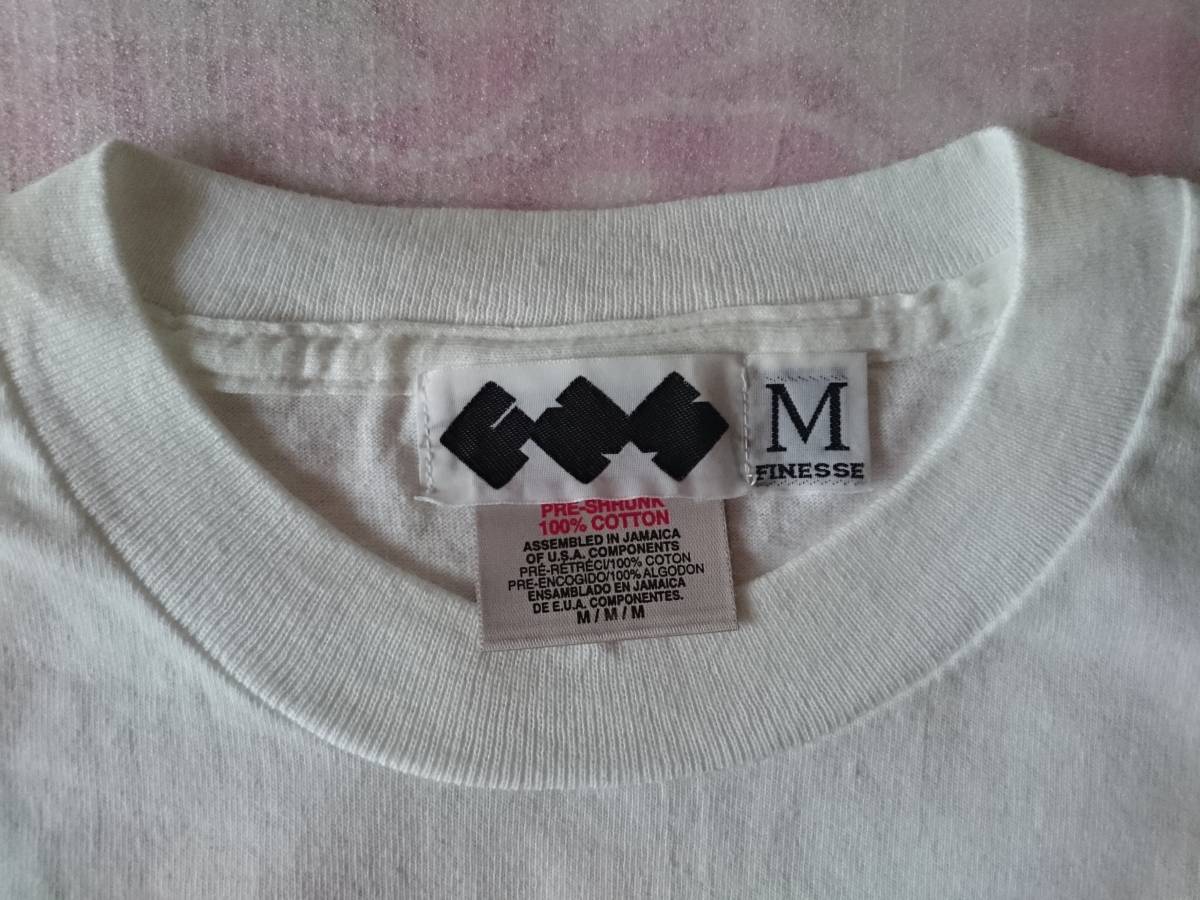 M
FINESSE
PRE-SHRUNK
100% COTTON
ASSEMBLED IN JAMAICA
OF U.S.A. COMPONENTS
PRÉ-RÉTRÉCI/100% COTON
PRE-ENCOGIDO/100% ALGODON
ENSAMBLADO EN JAMAICA
DE E.U.A. COMPONENTES.
M / M / M